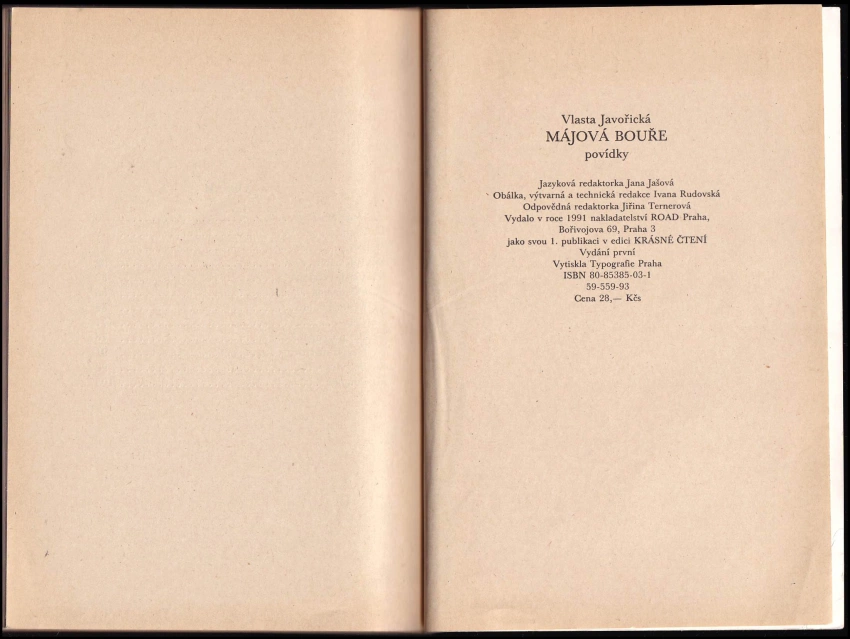 Vlasta Javořická
MÁJOVÁ BOUŘE
povídky
Jazyková redaktorka Jana Jašová
Obálka, výtvarná a technická redakce Ivana Rudovská
Odpovědná redaktorka Jiřina Ternerová
Vydalo v roce 1991 nakladatelství ROAD Praha,
Bořivojova 69, Praha 3
jako svou 1. publikaci v edici KRÁSNÉ ČTENÍ
Vydání první
Vytiskla Typografie Praha
ISBN 80-85385-03-1
59-559-93
Cena 28,— Kčs